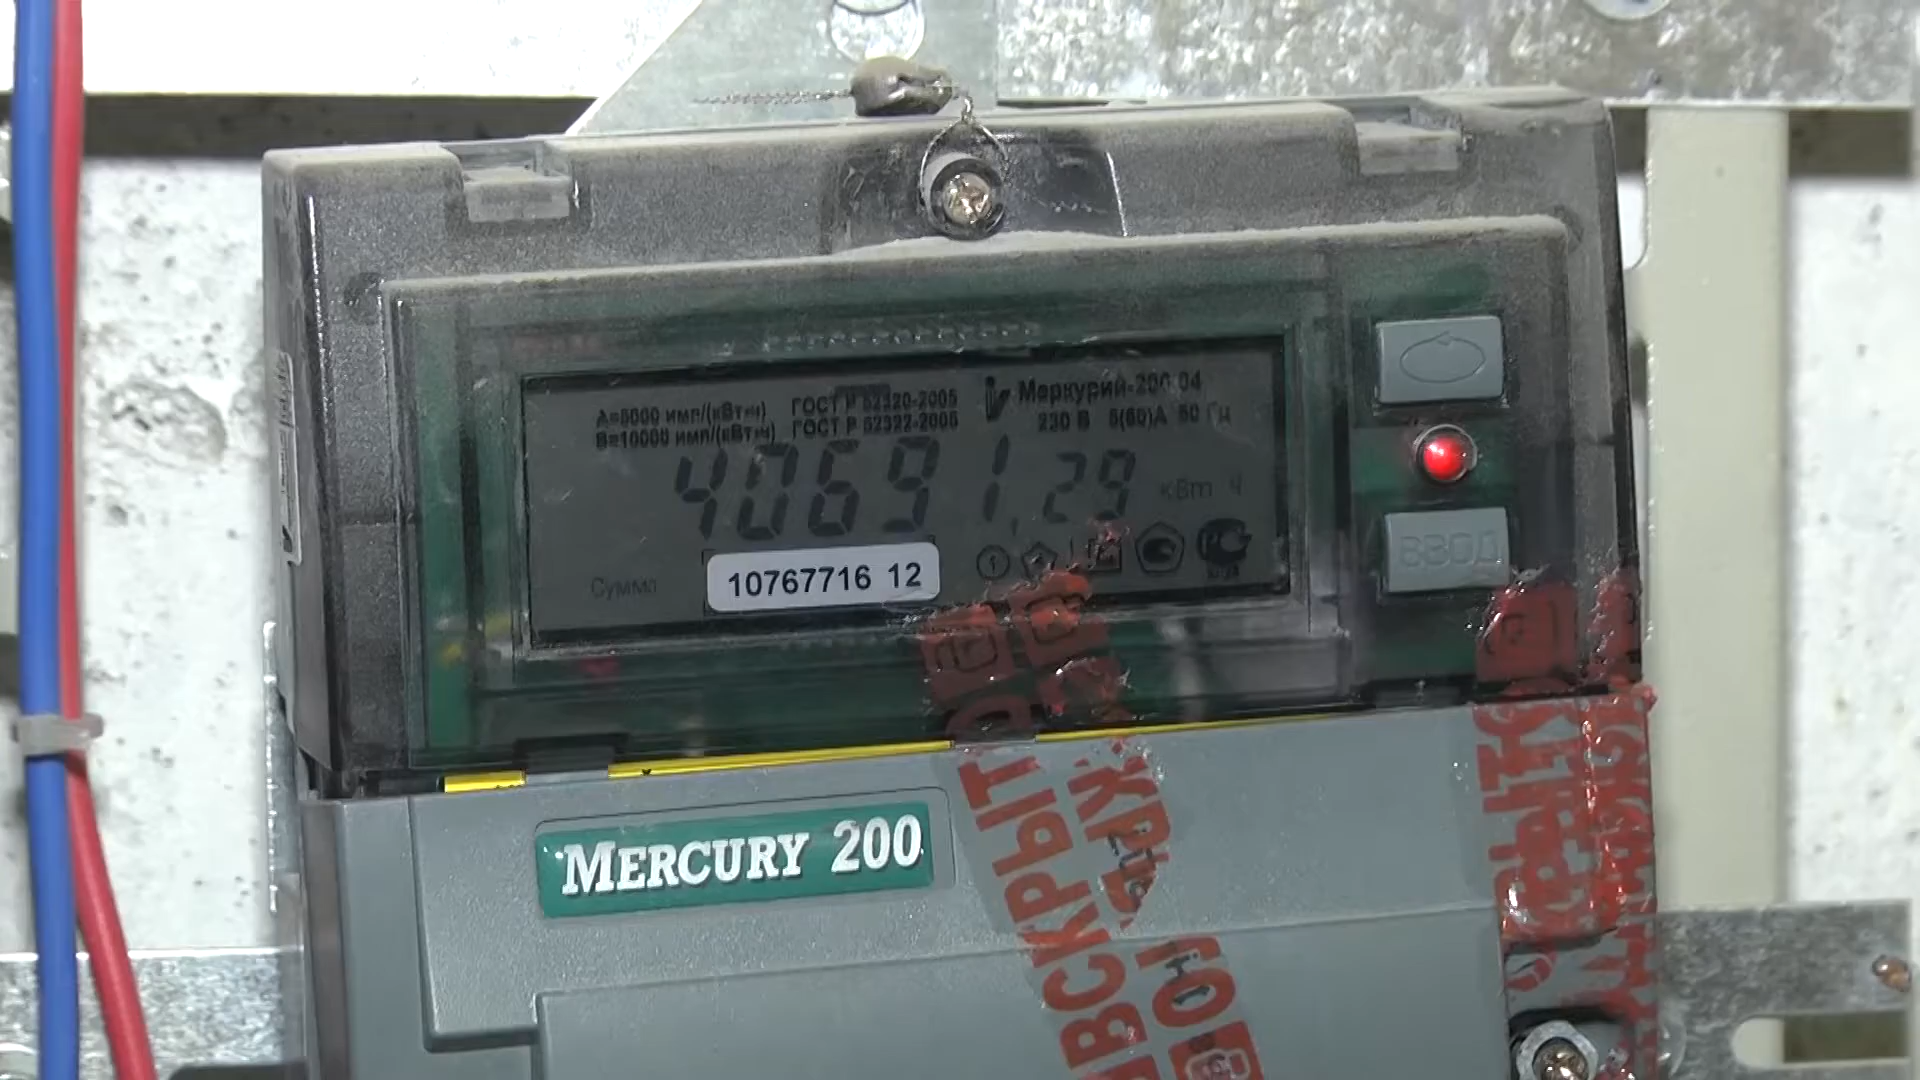 A=5000 имп/(кВт•ч) ГОСТ Р 52320-2005 Меркурий-200.04
B=10000 имп/(кВт•ч) ГОСТ Р 52322-2005 230 В 5(60)А 50 Гц
40691,29 кВт ч
Сумма 10767716 12
ВВОД
MERCURY 200
ВСКРЫТ